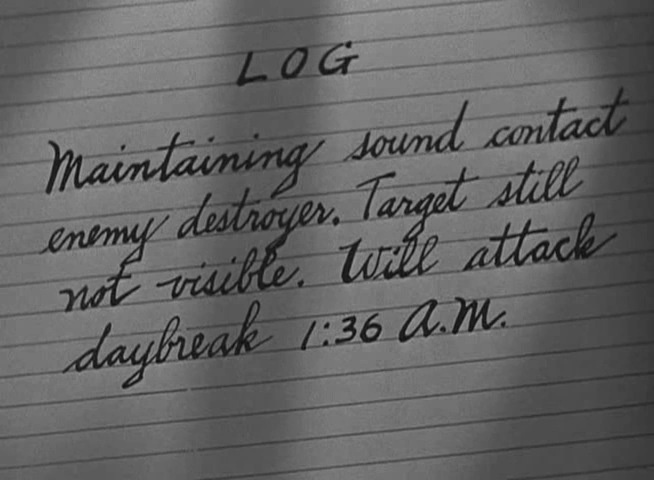 LOG
Maintaining sound contact
enemy destroyer. Target still
not visible. Will attack
daybreak 1:36 A.M.